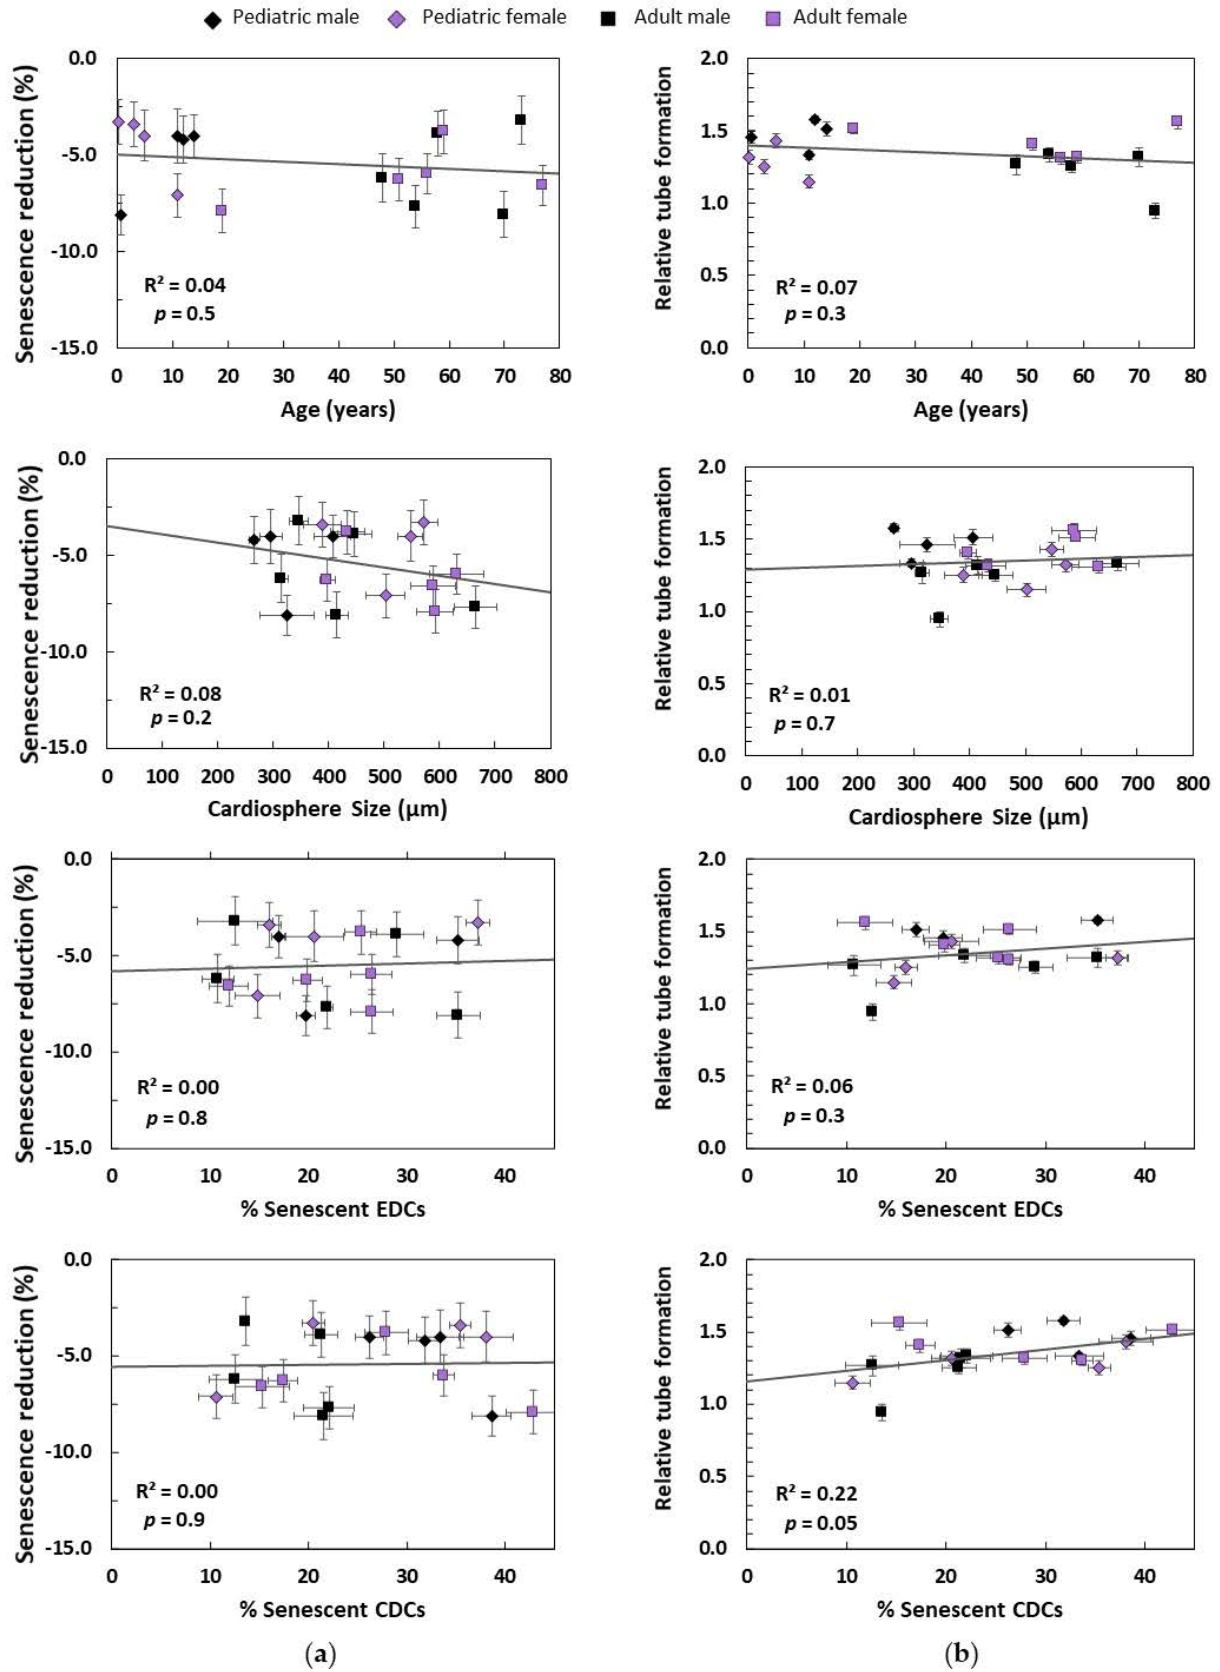 Pediatric male Pediatric female Adult male Adult female
Senescence reduction (%)
0.0
-5.0
-10.0
-15.0
R² = 0.04
p = 0.5
0 10 20 30 40 50 60 70 80
Age (years)
Relative tube formation
2.0
1.5
1.0
0.5
0.0
R² = 0.07
p = 0.3
0 10 20 30 40 50 60 70 80
Age (years)
Senescence reduction (%)
0.0
-5.0
-10.0
-15.0
R² = 0.08
p = 0.2
0 100 200 300 400 500 600 700 800
Cardiosphere Size (µm)
Relative tube formation
2.0
1.5
1.0
0.5
0.0
R² = 0.01
p = 0.7
0 100 200 300 400 500 600 700 800
Cardiosphere Size (µm)
Senescence reduction (%)
0.0
-5.0
-10.0
-15.0
R² = 0.00
p = 0.8
0 10 20 30 40
% Senescent EDCs
Relative tube formation
2.0
1.5
1.0
0.5
0.0
R² = 0.06
p = 0.3
0 10 20 30 40
% Senescent EDCs
Senescence reduction (%)
0.0
-5.0
-10.0
-15.0
R² = 0.00
p = 0.9
0 10 20 30 40
% Senescent CDCs
Relative tube formation
2.0
1.5
1.0
0.5
0.0
R² = 0.22
p = 0.05
0 10 20 30 40
% Senescent CDCs
(a)
(b)